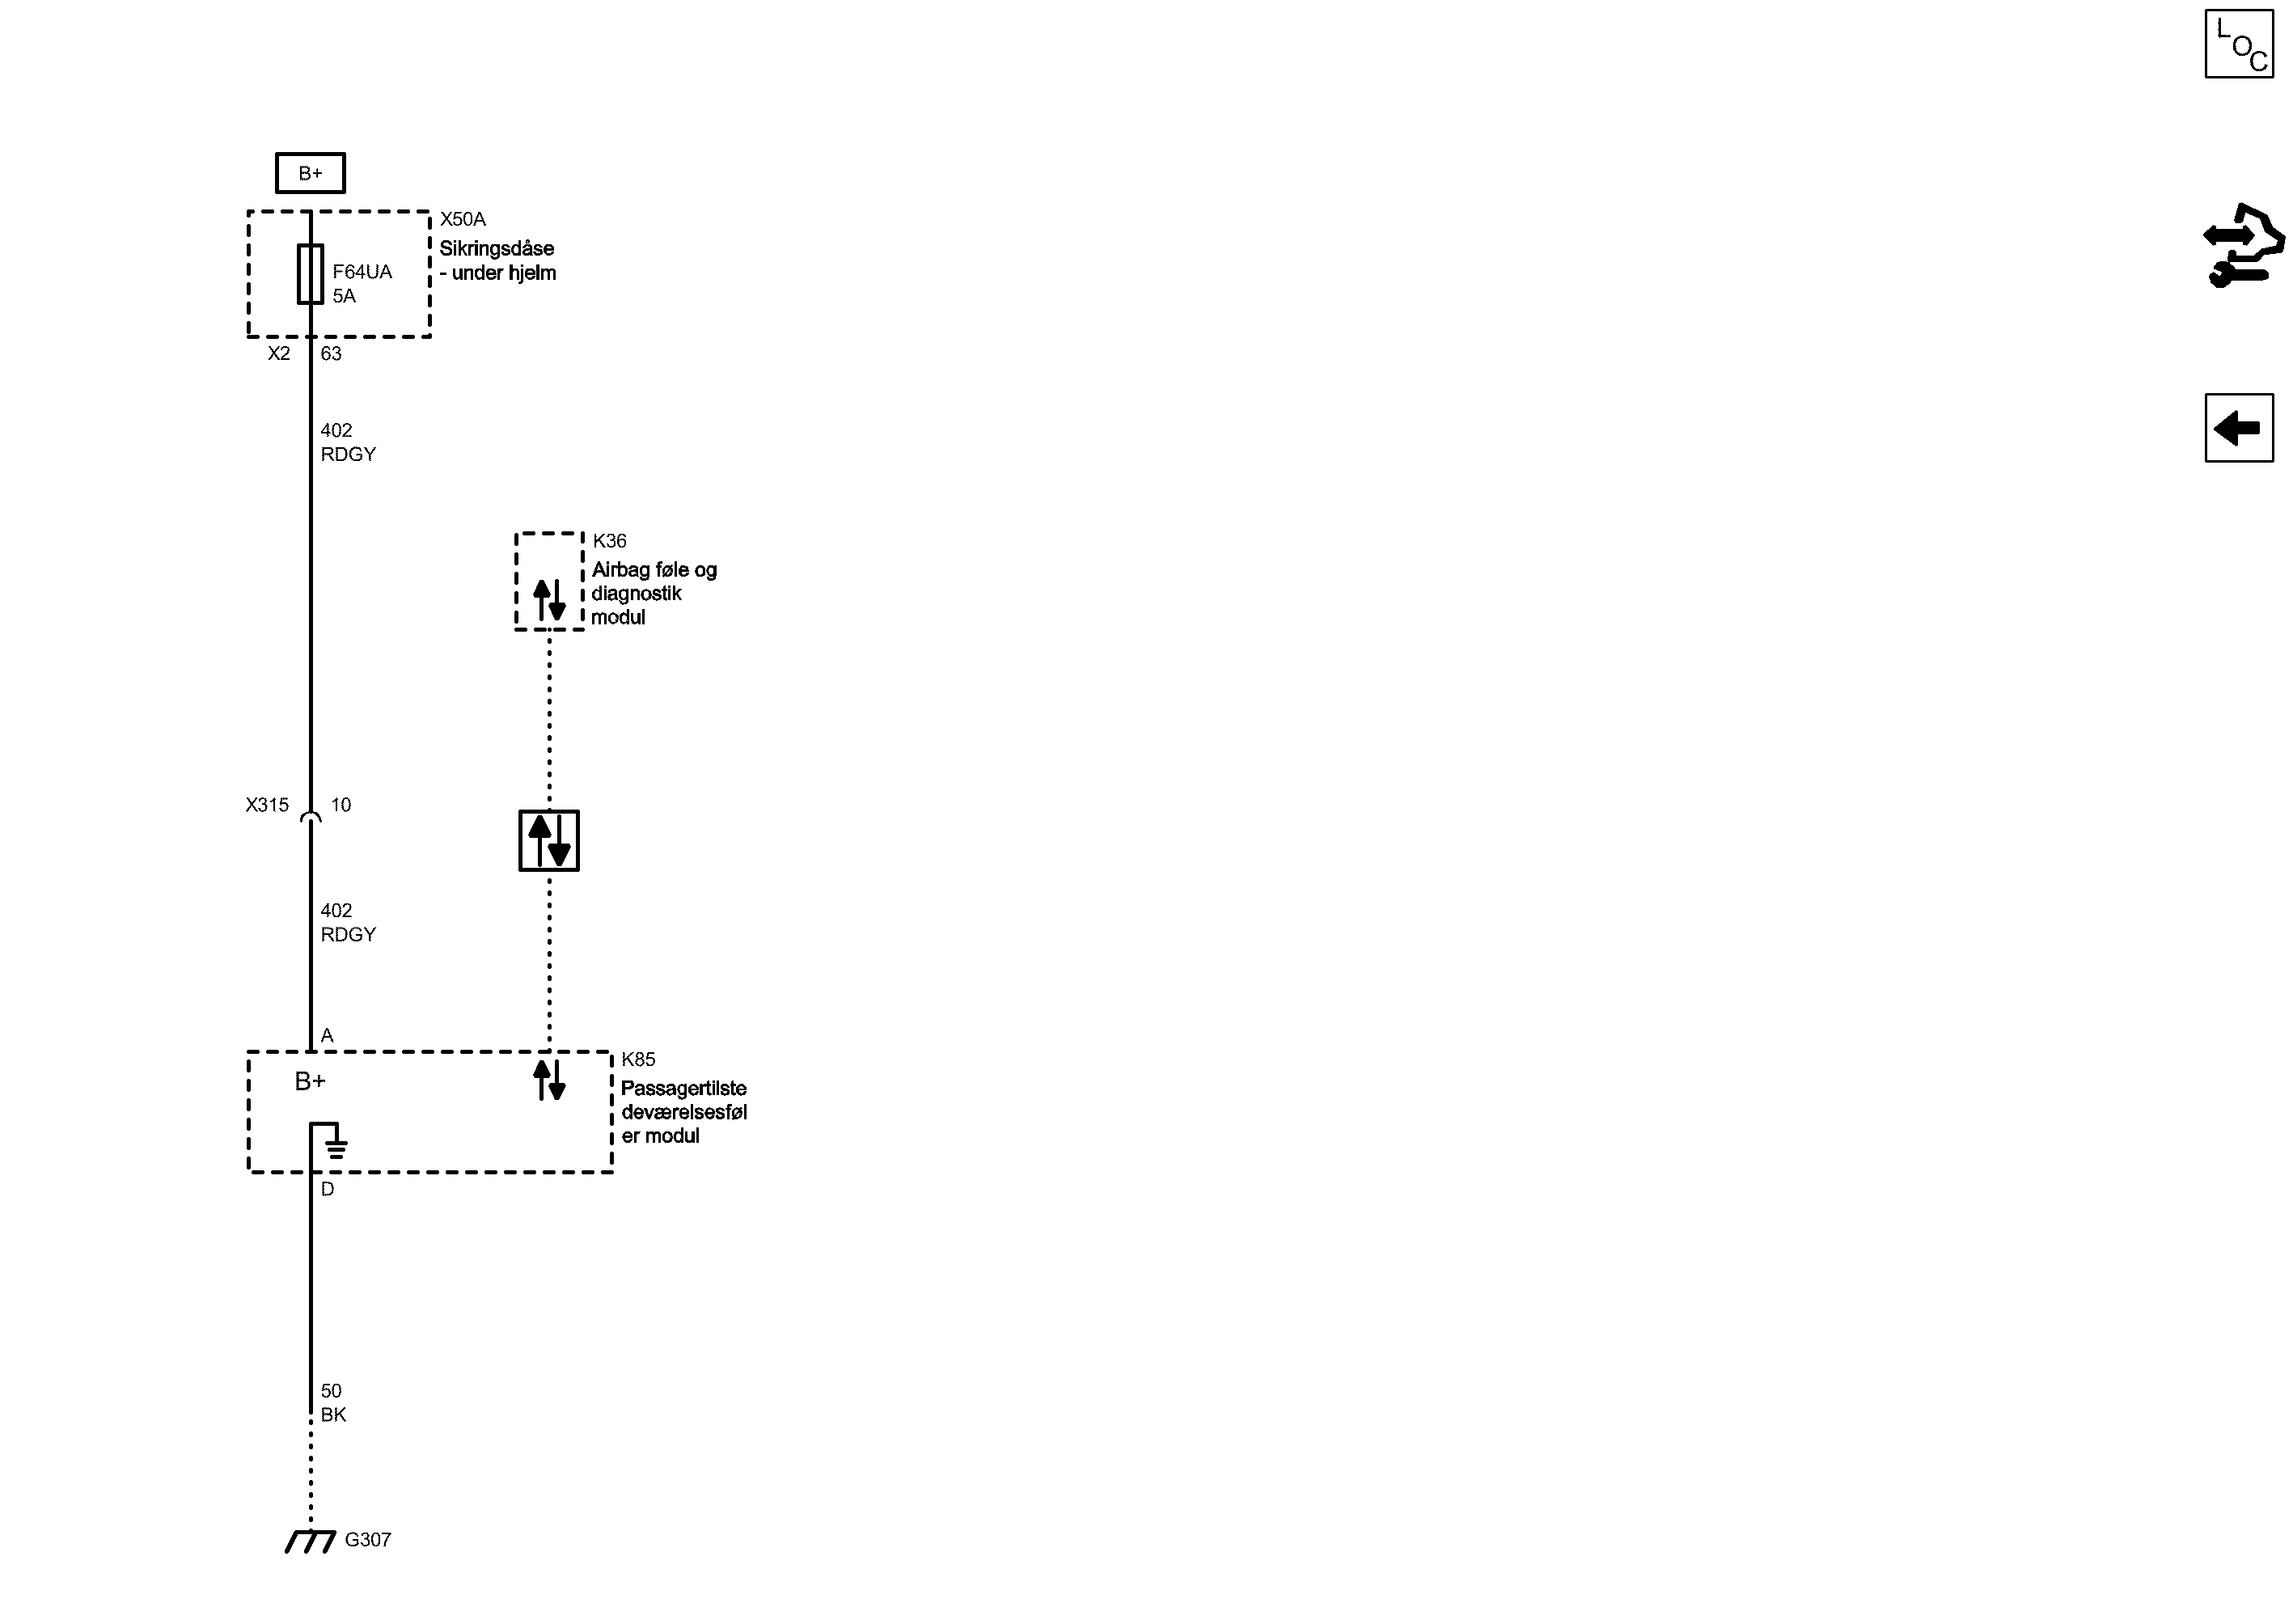 LOC
B+
X50A
Sikringsdåse
- under hjelm
F64UA
5A
X2 63
402
RDGY
K36
Airbag føle og
diagnostik
modul
X315 10
402
RDGY
A
K85
B+
Passagertilste
deværelsesføl
er modul
D
50
BK
G307